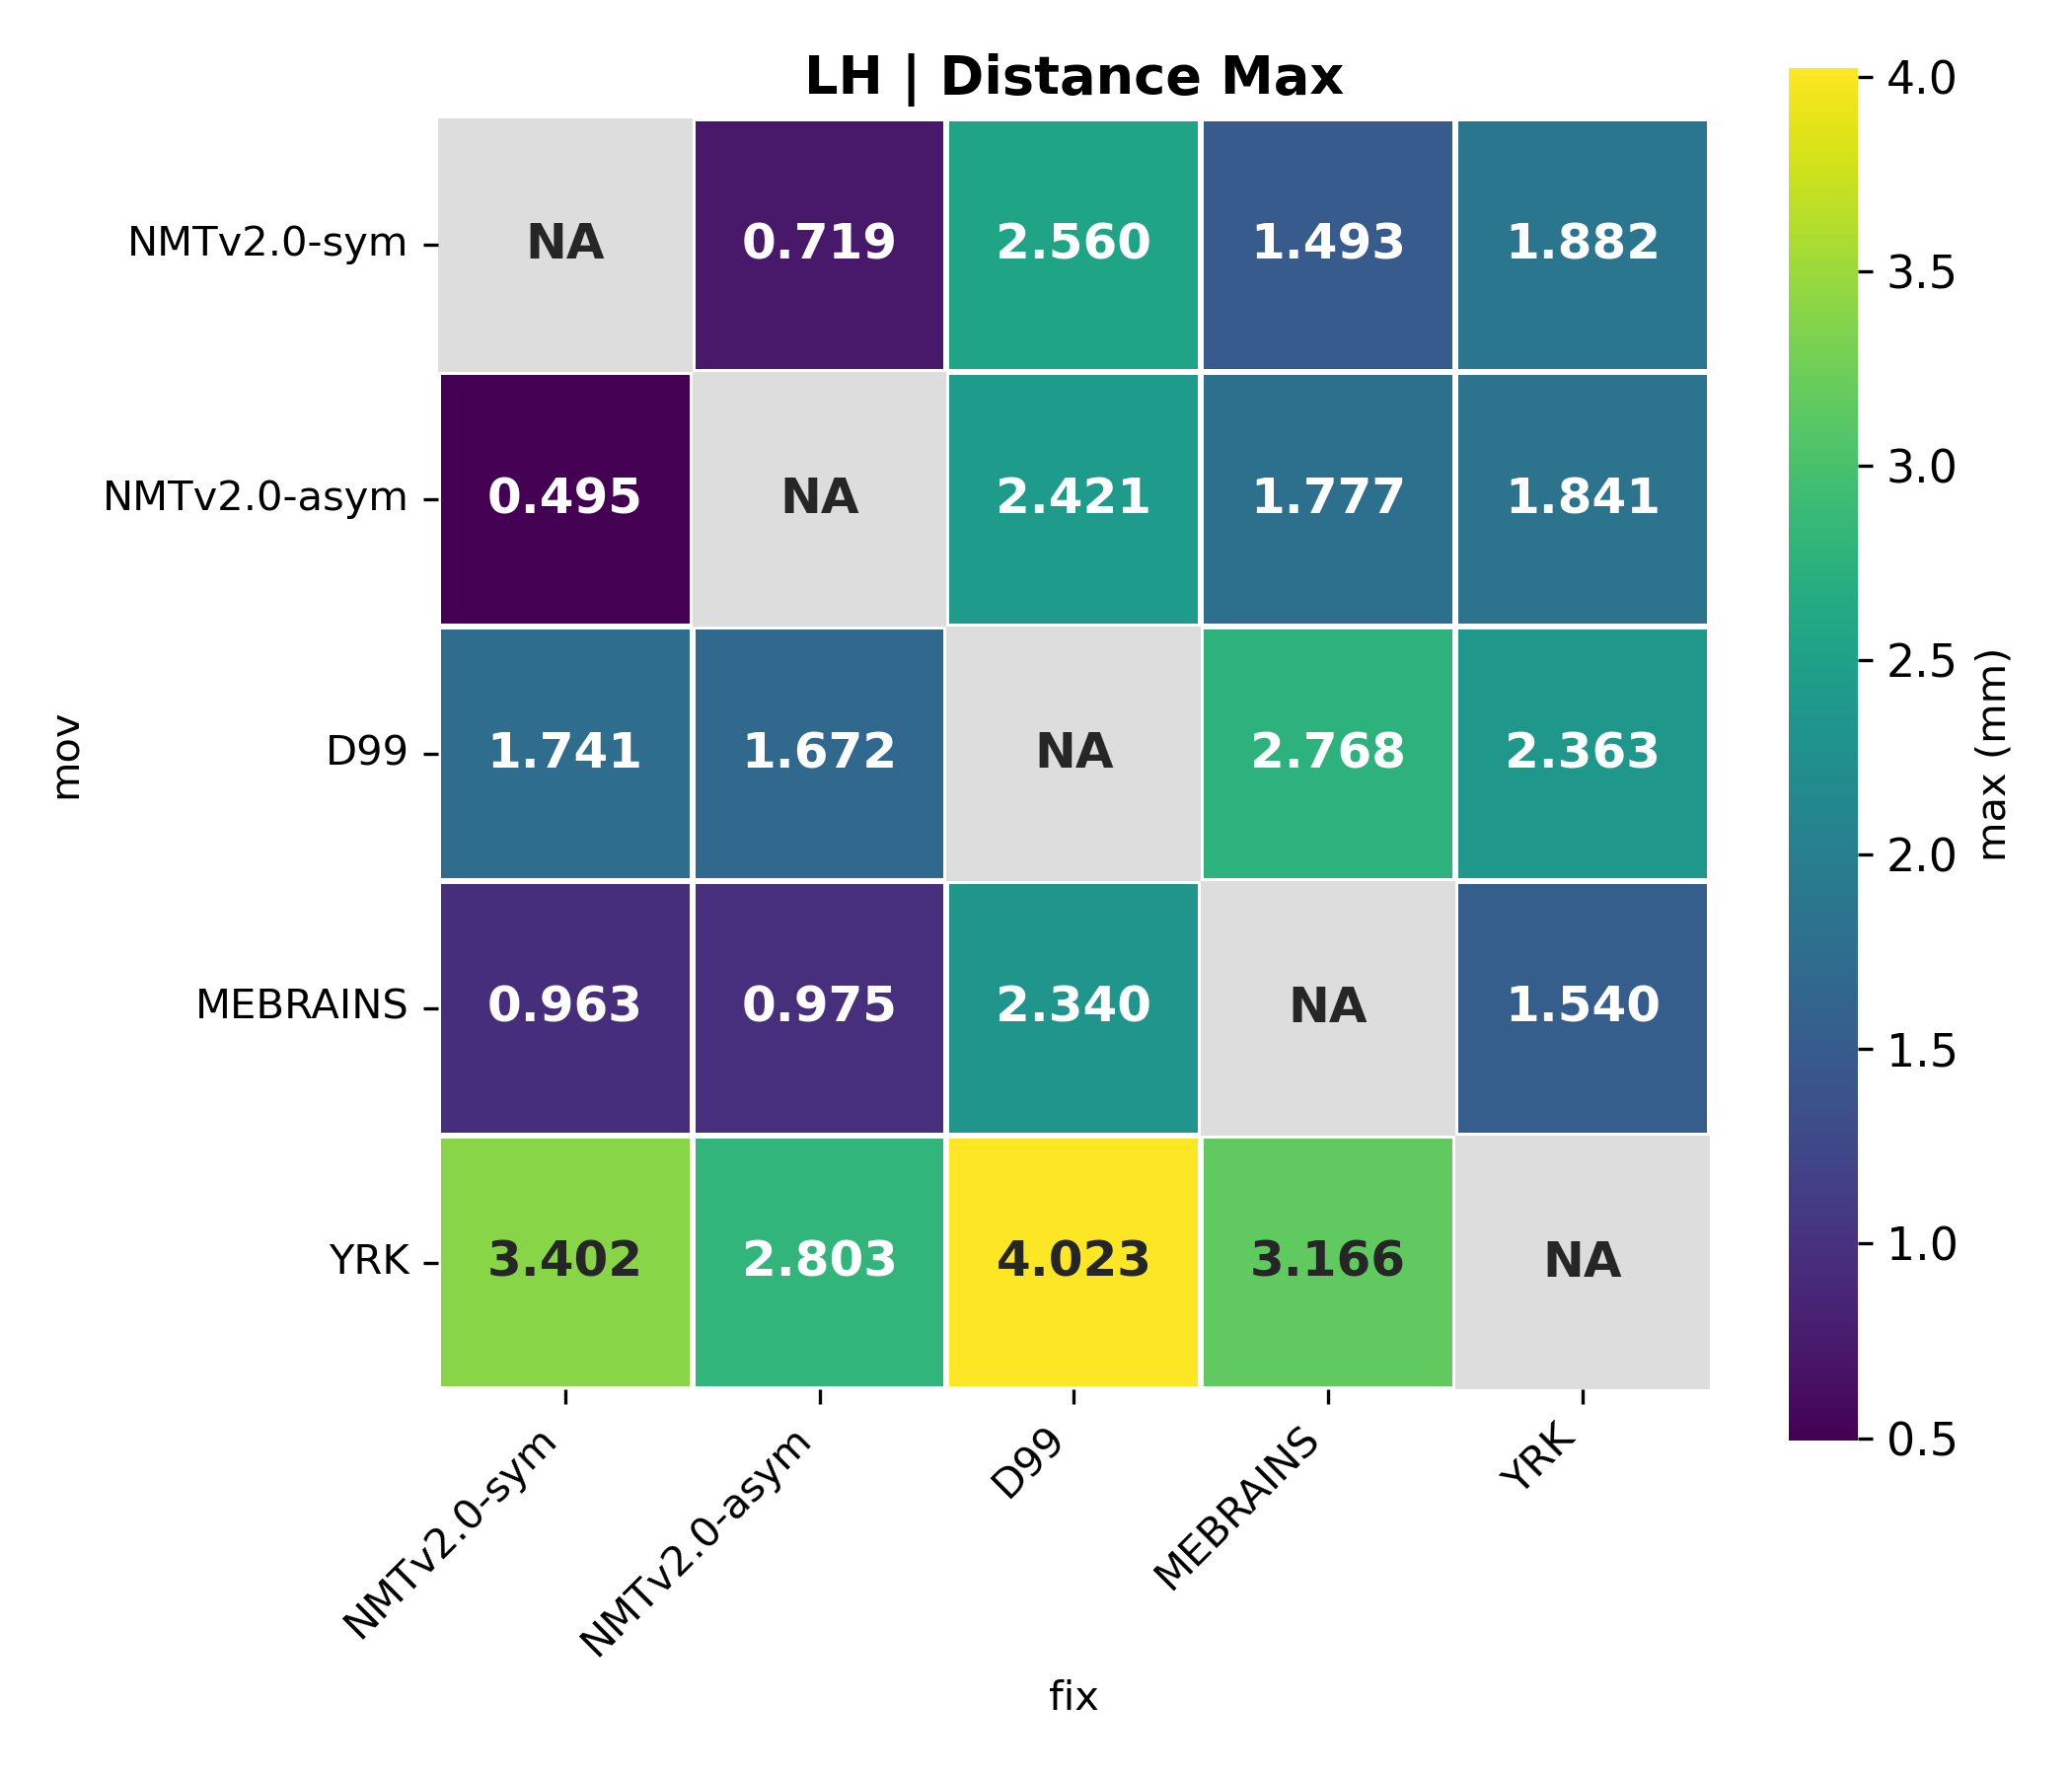 LH | Distance Max
NMTv2.0-sym NA 0.719 2.560 1.493 1.882
NMTv2.0-asym 0.495 NA 2.421 1.777 1.841
D99 1.741 1.672 NA 2.768 2.363
MEBRAINS 0.963 0.975 2.340 NA 1.540
YRK 3.402 2.803 4.023 3.166 NA
mov
NMTv2.0-sym NMTv2.0-asym D99 MEBRAINS YRK
fix
4.0
3.5
3.0
2.5
2.0
1.5
1.0
0.5
max (mm)